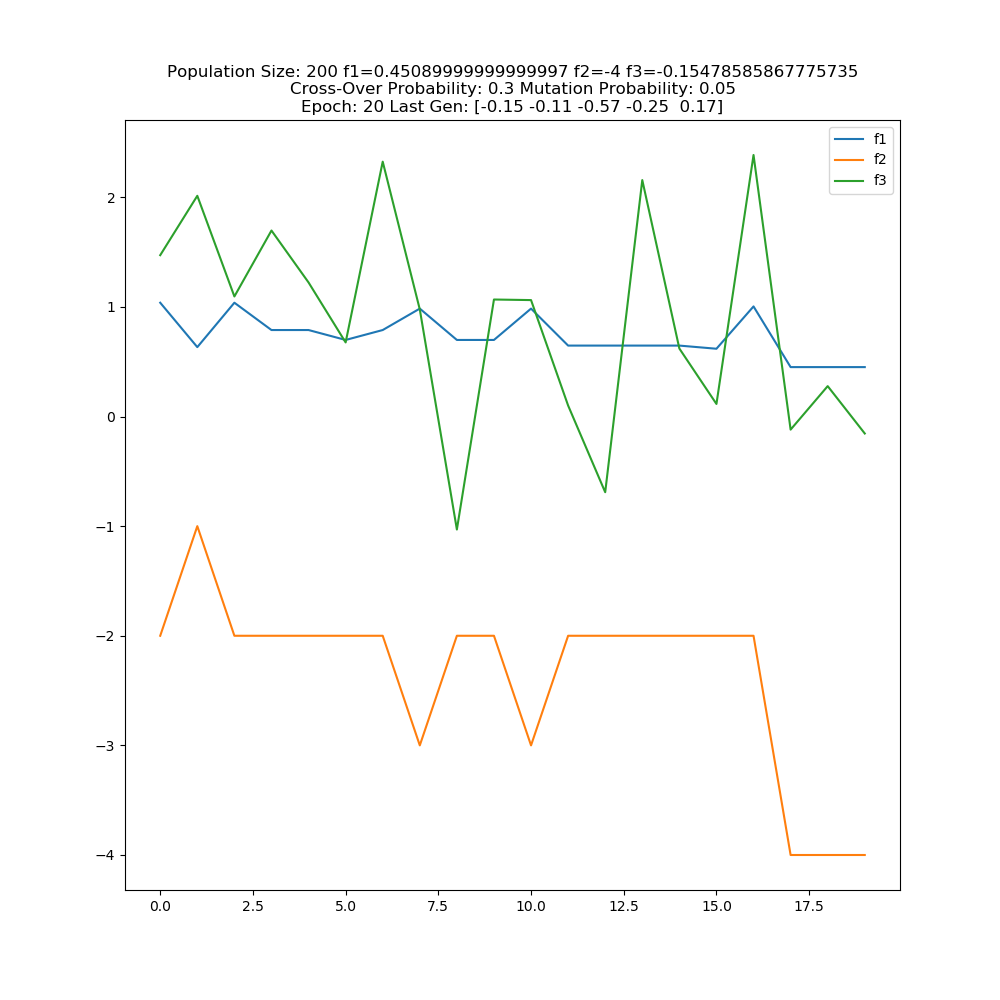 Population Size: 200 f1=0.45089999999999997 f2=-4 f3=-0.15478585867775735
Cross-Over Probability: 0.3 Mutation Probability: 0.05
Epoch: 20 Last Gen: [-0.15 -0.11 -0.57 -0.25  0.17]
f1
f2
f3
2
1
0
−1
−2
−3
−4
0.0 2.5 5.0 7.5 10.0 12.5 15.0 17.5